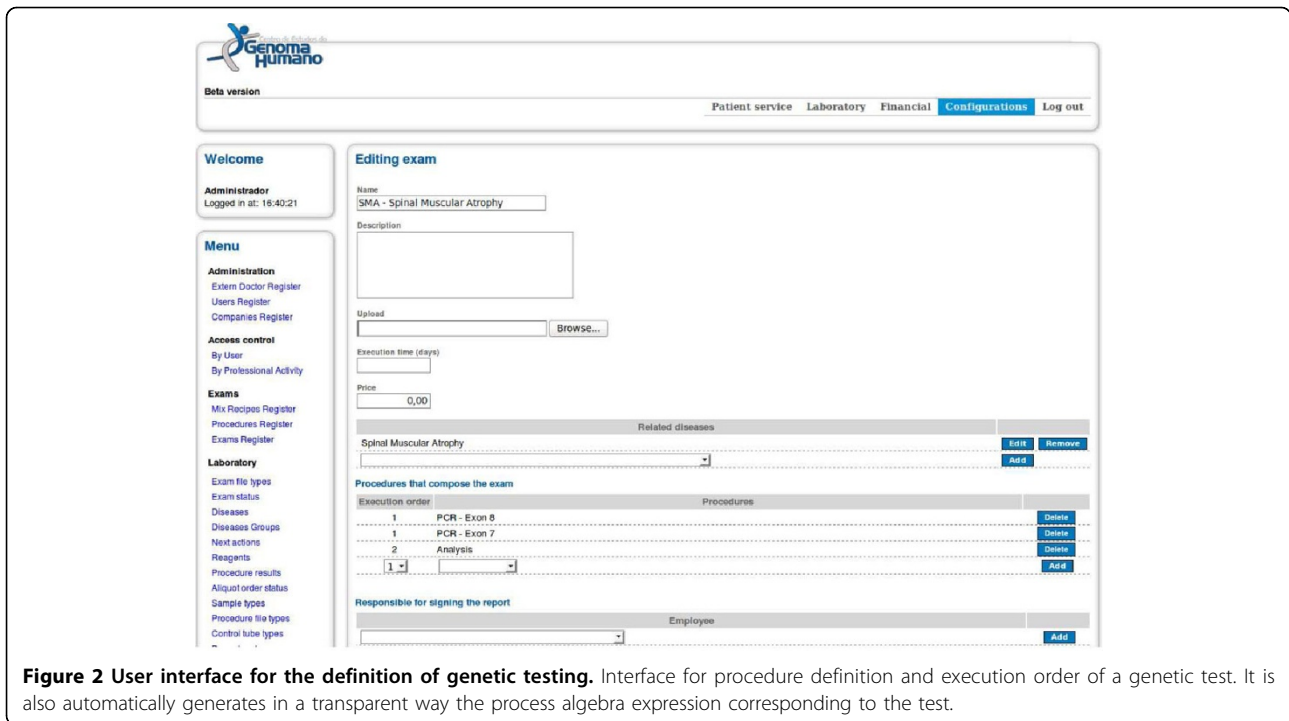 Centro de Estudos do
Genoma
Humano
Beta version
Patient service Laboratory Financial Configurations Log out
Welcome
Administrador
Logged in at: 16:40:21
Menu
Administration
Extern Doctor Register
Users Register
Companies Register
Access control
By User
By Professional Activity
Exams
Mix Recipes Register
Procedures Register
Exams Register
Laboratory
Exam file types
Exam status
Diseases
Diseases Groups
Next actions
Reagents
Procedure results
Aliquot order status
Sample types
Procedure file types
Control tube types
Editing exam
Name
SMA - Spinal Muscular Atrophy
Description
Upload
Browse...
Execution time (days)
Price
0,00
Related diseases
Spinal Muscular Atrophy Edit Remove
Add
Procedures that compose the exam
Execution order Procedures
1 PCR - Exon 8 Delete
1 PCR - Exon 7 Delete
2 Analysis Delete
1 Add
Responsible for signing the report
Employee
Add
Figure 2 User interface for the definition of genetic testing. Interface for procedure definition and execution order of a genetic test. It is
also automatically generates in a transparent way the process algebra expression corresponding to the test.